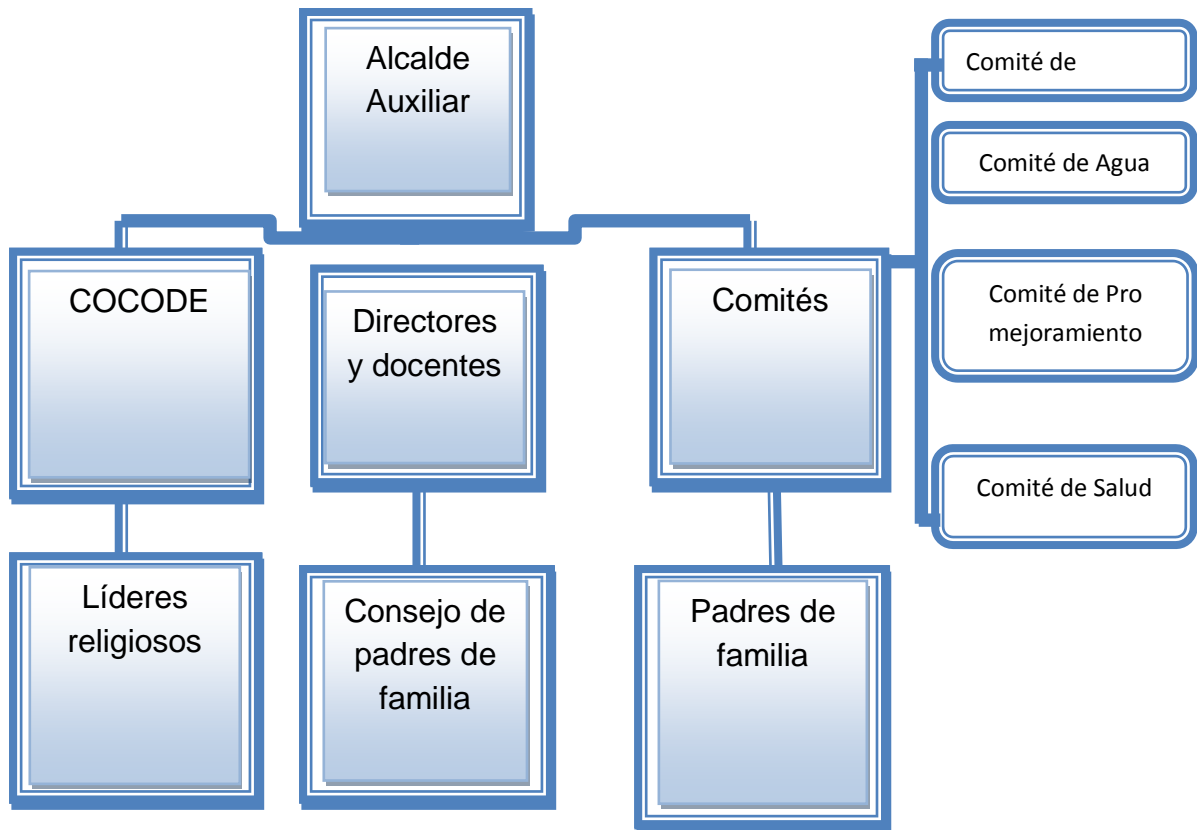 Alcalde
Auxiliar
COCODE
Directores
y docentes
Comités
Líderes
religiosos
Consejo de
padres de
familia
Padres de
familia
Comité de
Comité de Agua
Comité de Pro
mejoramiento
Comité de Salud